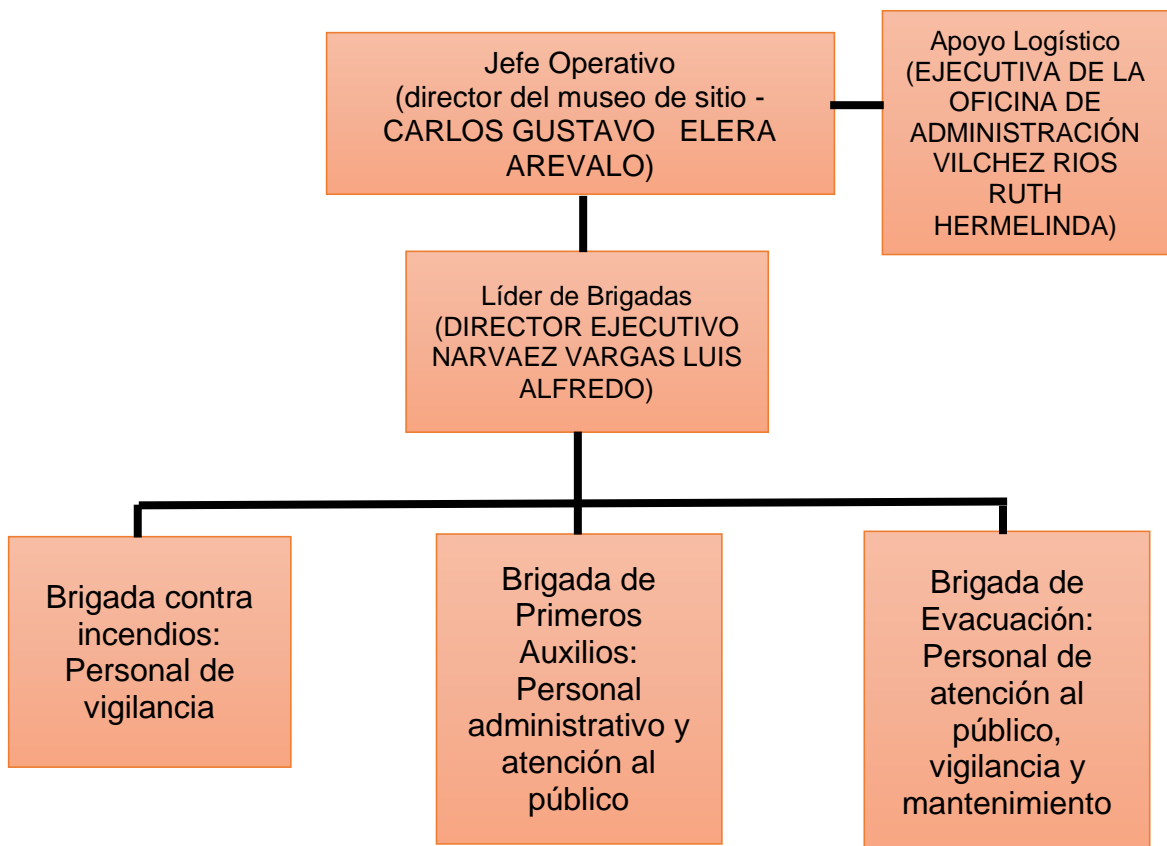 Jefe Operativo
(director del museo de sitio -
CARLOS GUSTAVO   ELERA
AREVALO)
Apoyo Logístico
(EJECUTIVA DE LA
OFICINA DE
ADMINISTRACIÓN
VILCHEZ RIOS
RUTH
HERMELINDA)
Líder de Brigadas
(DIRECTOR EJECUTIVO
NARVAEZ VARGAS LUIS
ALFREDO)
Brigada contra
incendios:
Personal de
vigilancia
Brigada de
Primeros
Auxilios:
Personal
administrativo y
atención al
público
Brigada de
Evacuación:
Personal de
atención al
público,
vigilancia y
mantenimiento